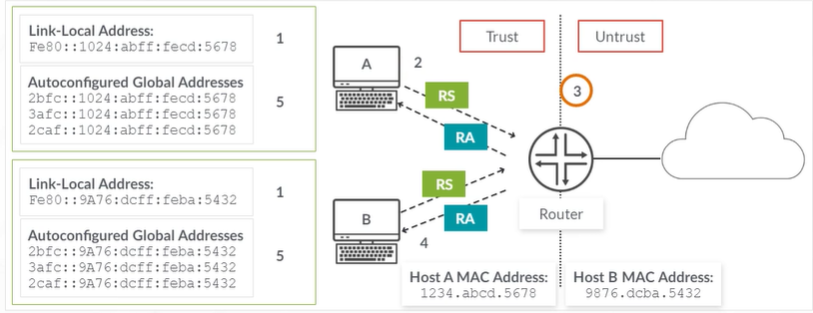 Link-Local Address:
Fe80::1024:abff:fecd:5678
1
Autoconfigured Global Addresses
2bfc::1024:abff:fecd:5678
3afc::1024:abff:fecd:5678
2caf::1024:abff:fecd:5678
5
Link-Local Address:
Fe80::9A76:dcff:feba:5432
1
Autoconfigured Global Addresses
2bfc::9A76:dcff:feba:5432
3afc::9A76:dcff:feba:5432
2caf::9A76:dcff:feba:5432
5
A
2
RS
RA
B
RS
RA
4
Trust
Untrust
3
Router
Host A MAC Address:
1234.abcd.5678
Host B MAC Address:
9876.dcba.5432